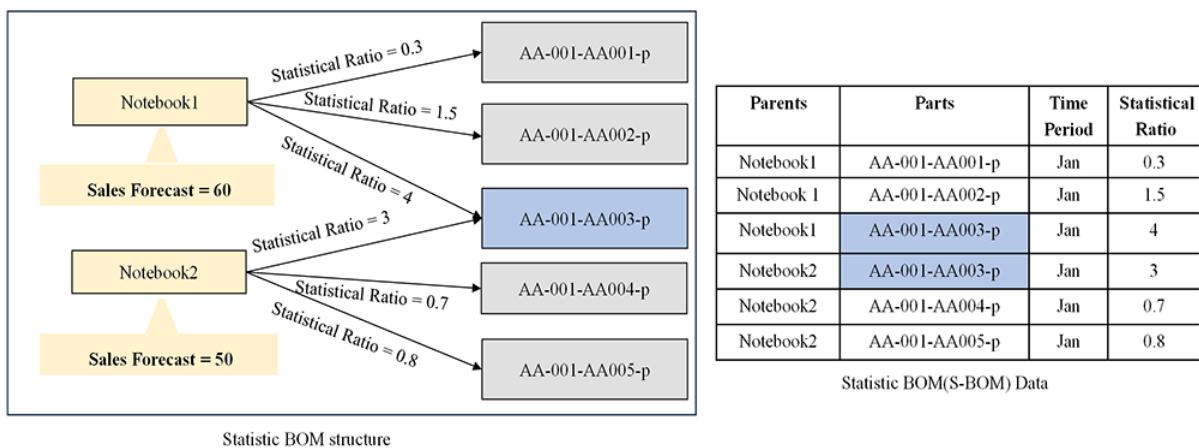 Statistical Ratio = 0.3
AA-001-AA001-p
Notebook1
Statistical Ratio = 1.5
AA-001-AA002-p
Sales Forecast = 60
Statistical Ratio = 4
AA-001-AA003-p
Statistical Ratio = 3
Notebook2
Statistical Ratio = 0.7
AA-001-AA004-p
Sales Forecast = 50
Statistical Ratio = 0.8
AA-001-AA005-p
Statistic BOM structure
Parents Parts Time Statistical
Period Ratio
Notebook1 AA-001-AA001-p Jan 0.3
Notebook 1 AA-001-AA002-p Jan 1.5
Notebook1 AA-001-AA003-p Jan 4
Notebook2 AA-001-AA003-p Jan 3
Notebook2 AA-001-AA004-p Jan 0.7
Notebook2 AA-001-AA005-p Jan 0.8
Statistic BOM(S-BOM) Data